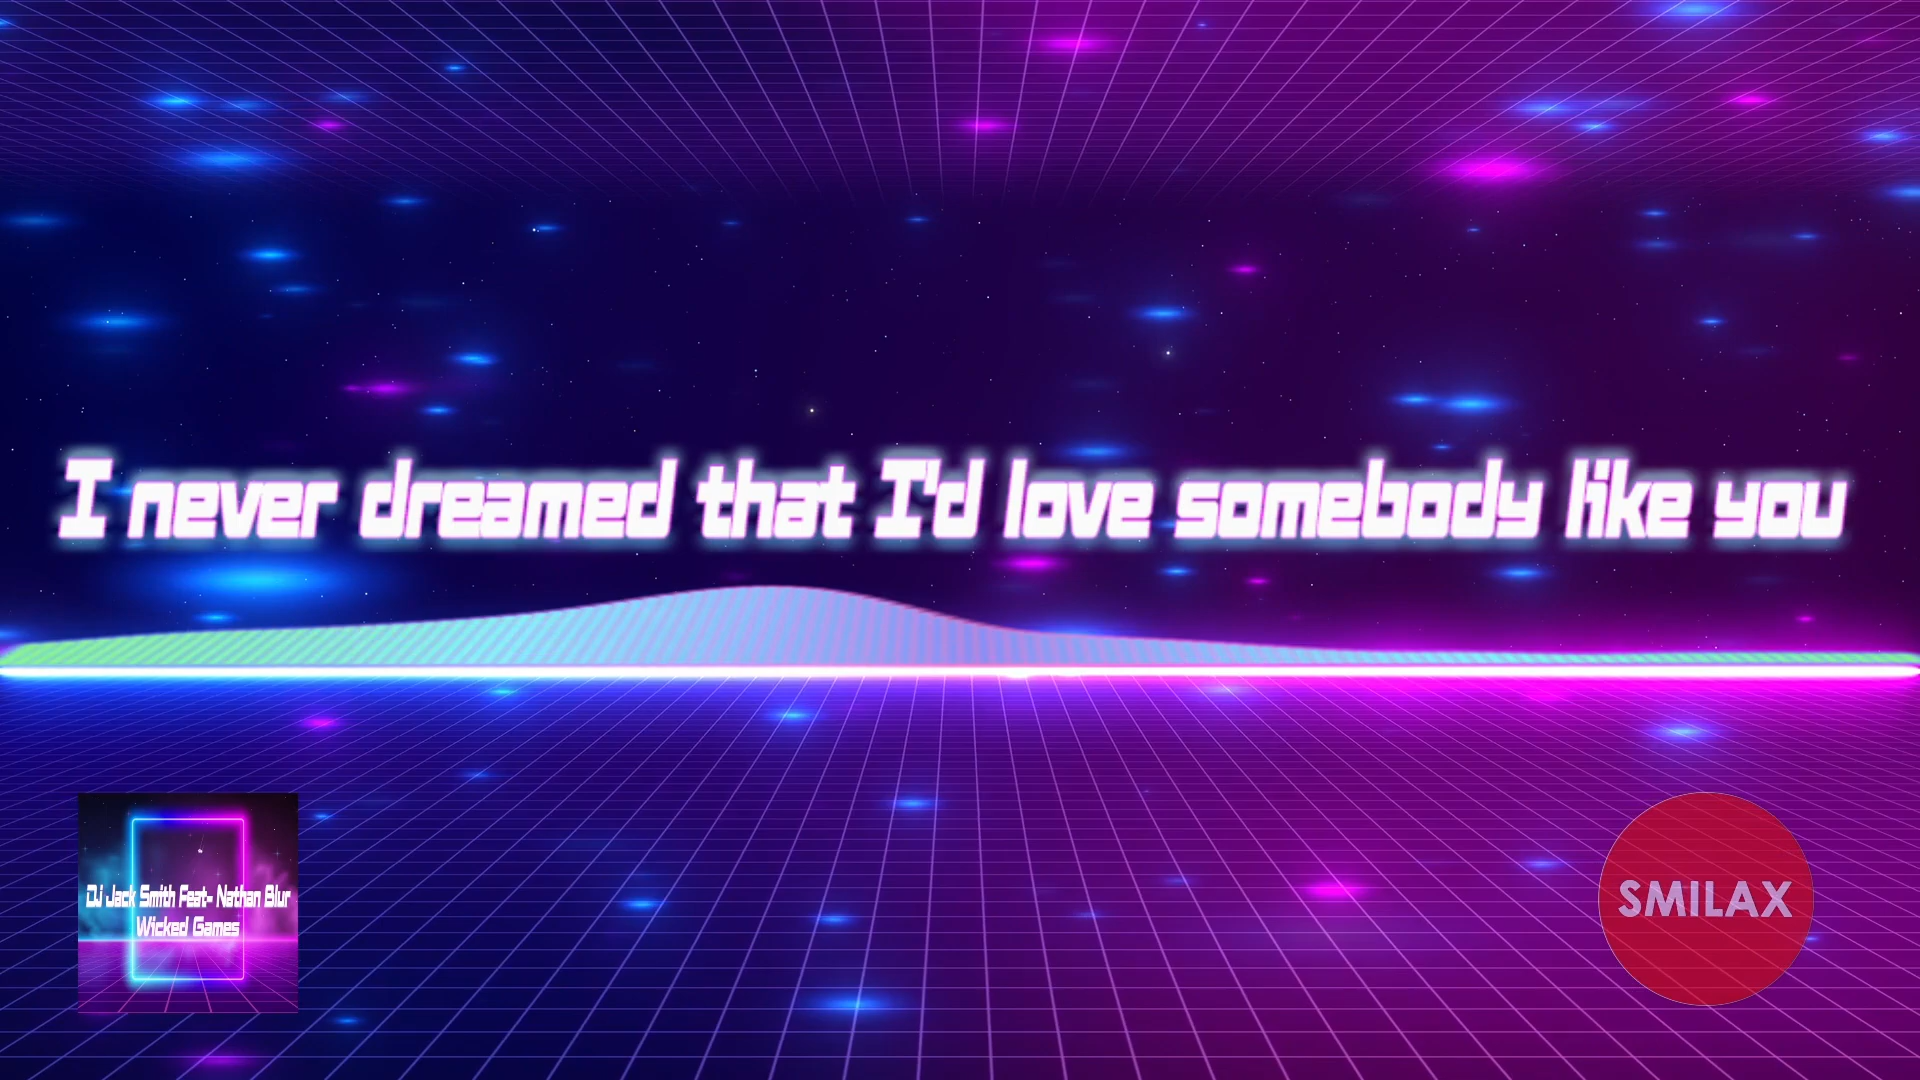 I never dreamed that I'd love somebody like you
DJ Jack Smith Feat- Nathan Blur
Wicked Games
SMILAX